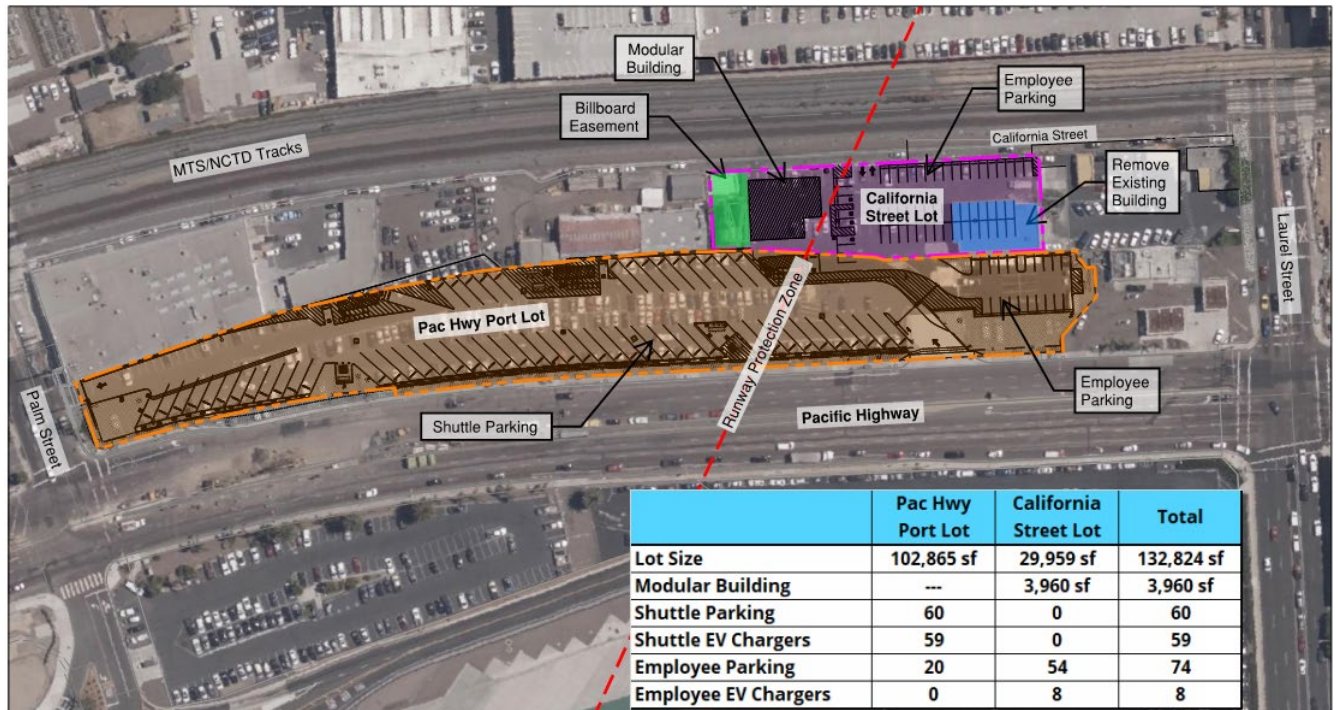 Modular
Building
Billboard
Easement
Employee
Parking
MTS/NCTD Tracks
California Street
Remove
Existing
Building
California
Street Lot
Laurel Street
Pac Hwy Port Lot
Runway Protection Zone
Palm Street
Shuttle Parking
Pacific Highway
Employee
Parking
Pac Hwy Port Lot California Street Lot Total
Lot Size 102,865 sf 29,959 sf 132,824 sf
Modular Building --- 3,960 sf 3,960 sf
Shuttle Parking 60 0 60
Shuttle EV Chargers 59 0 59
Employee Parking 20 54 74
Employee EV Chargers 0 8 8